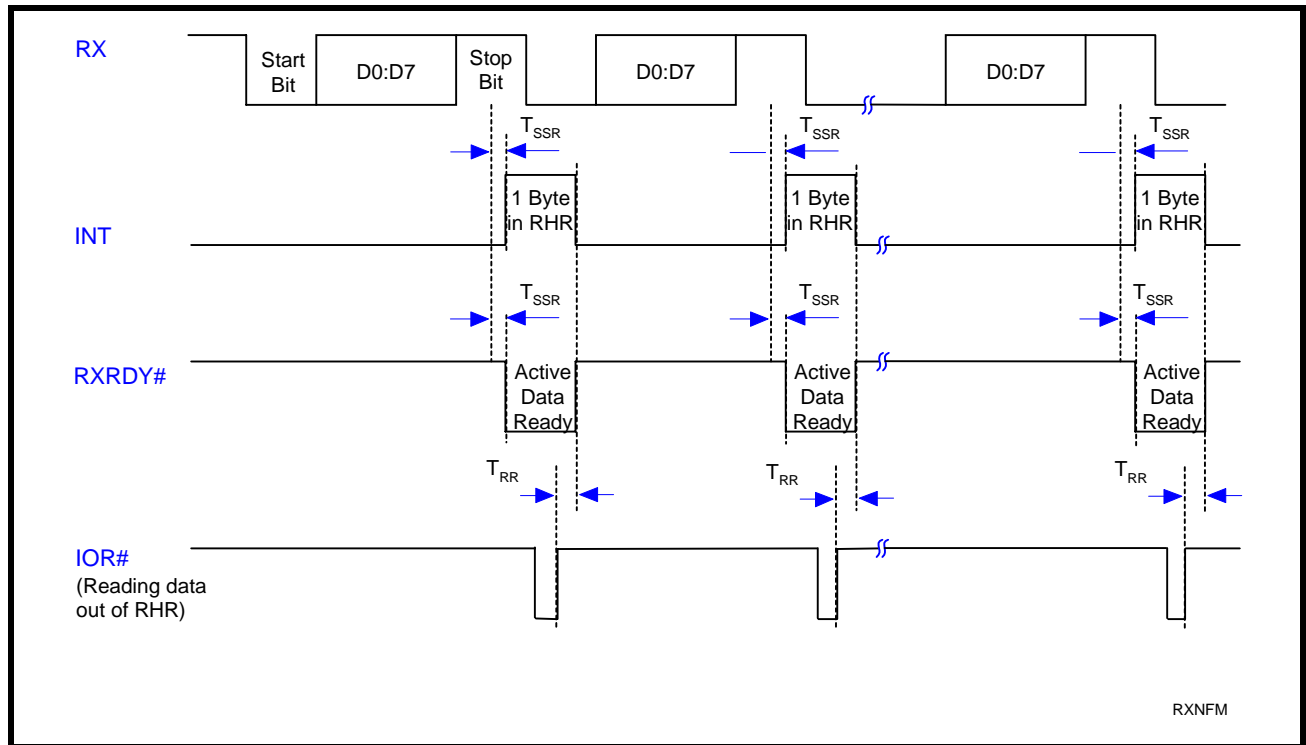 RX
Start
Bit
D0:D7
Stop
Bit
D0:D7
D0:D7
TSSR
TSSR
TSSR
INT
1 Byte
in RHR
1 Byte
in RHR
1 Byte
in RHR
TSSR
TSSR
TSSR
RXRDY#
Active
Data
Ready
Active
Data
Ready
Active
Data
Ready
TRR
TRR
TRR
IOR#
(Reading data
out of RHR)
RXNFM